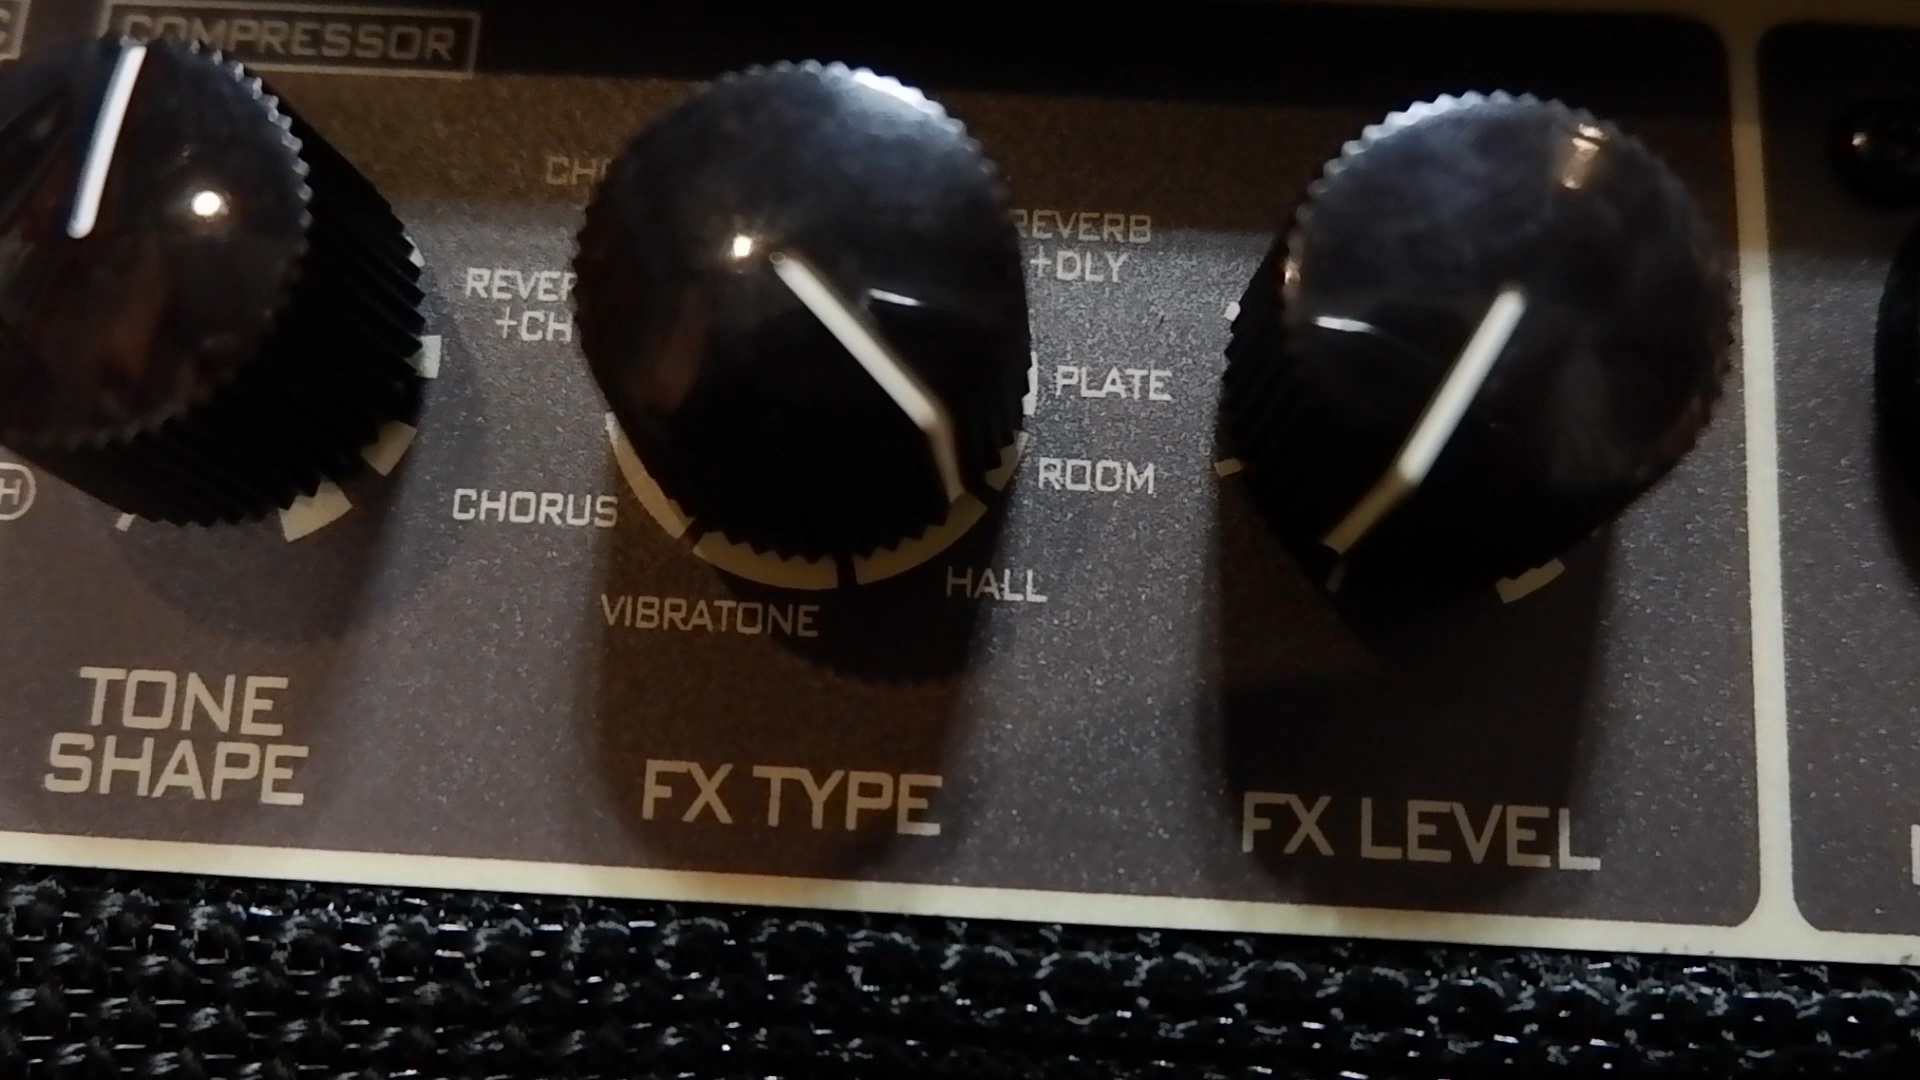 COMPRESSOR
REVERB
+DLY
PLATE
ROOM
CHORUS
HALL
VIBRATONE
TONE
SHAPE
FX TYPE
FX LEVEL